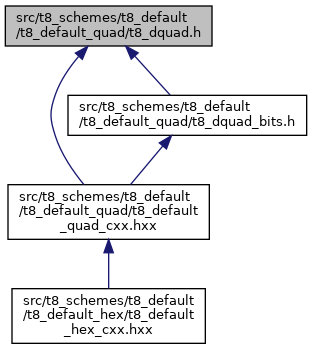 src/t8_schemes/t8_default
/t8_default_quad/t8_dquad.h
src/t8_schemes/t8_default
/t8_default_quad/t8_dquad_bits.h
src/t8_schemes/t8_default
/t8_default_quad/t8_default
_quad_cxx.hxx
src/t8_schemes/t8_default
/t8_default_hex/t8_default
_hex_cxx.hxx